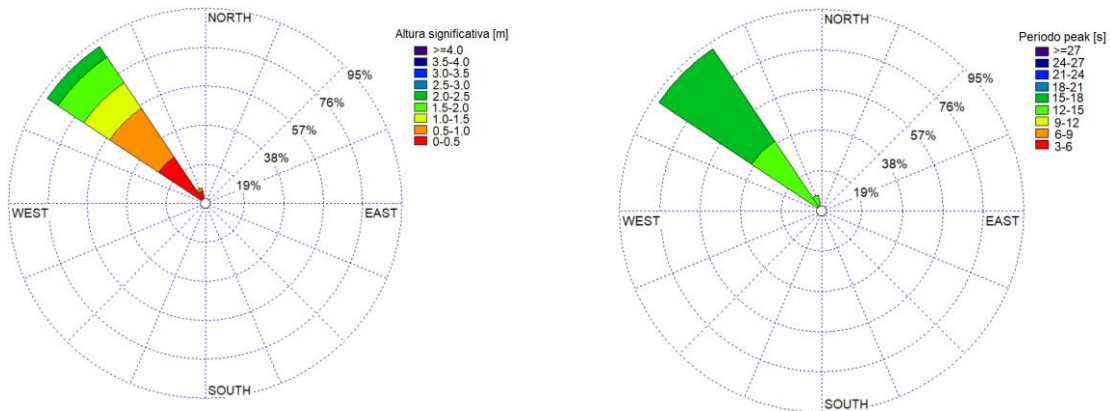 NORTH
95%
76%
57%
38%
19%
WEST
EAST
SOUTH
Altura significativa [m]
>=4.0
3.5-4.0
3.0-3.5
2.5-3.0
2.0-2.5
1.5-2.0
1.0-1.5
0.5-1.0
0-0.5
NORTH
95%
76%
57%
38%
19%
WEST
EAST
SOUTH
Periodo peak [s]
>=27
24-27
21-24
18-21
15-18
12-15
9-12
6-9
3-6